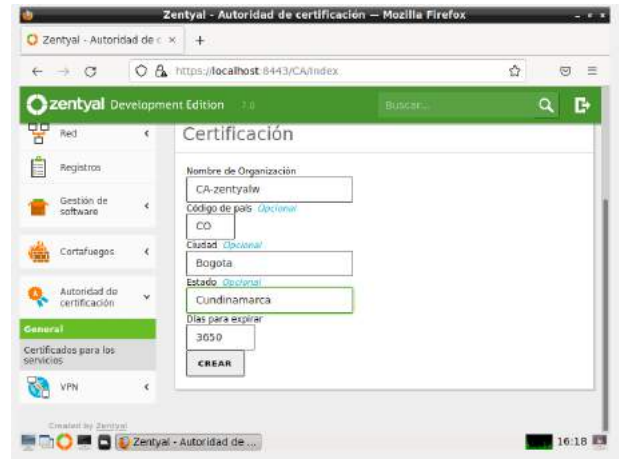 Zentyal - Autoridad de certificación — Mozilla Firefox
Zentyal - Autoridad de c
https://localhost:8443/CA/Index
zentyal Development Edition 7.0
Buscar...
Red
Registros
Gestión de
software
Cortafuegos
Autoridad de
certificación
General
Certificados para los
servicios
VPN
Created by Zentyal
Certificación
Nombre de Organización
CA-zentyalw
Código de país Opcional
CO
Ciudad Opcional
Bogota
Estado Opcional
Cundinamarca
Días para expirar
3650
CREAR
Zentyal - Autoridad de ...
16:18